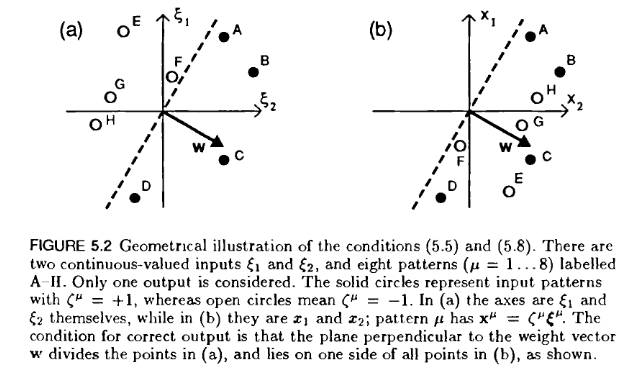 (a)
ξ1
E
A
F
B
G
ξ2
H
w
C
D
(b)
x1
A
B
H
x2
G
w
F
C
D
E
FIGURE 5.2 Geometrical illustration of the conditions (5.5) and (5.8). There are
two continuous-valued inputs ξ1 and ξ2, and eight patterns (μ = 1...8) labelled
A–H. Only one output is considered. The solid circles represent input patterns
with ζ^μ = +1, whereas open circles mean ζ^μ = −1. In (a) the axes are ξ1 and
ξ2 themselves, while in (b) they are x1 and x2; pattern μ has x^μ = ζ^μξ^μ. The
condition for correct output is that the plane perpendicular to the weight vector
w divides the points in (a), and lies on one side of all points in (b), as shown.